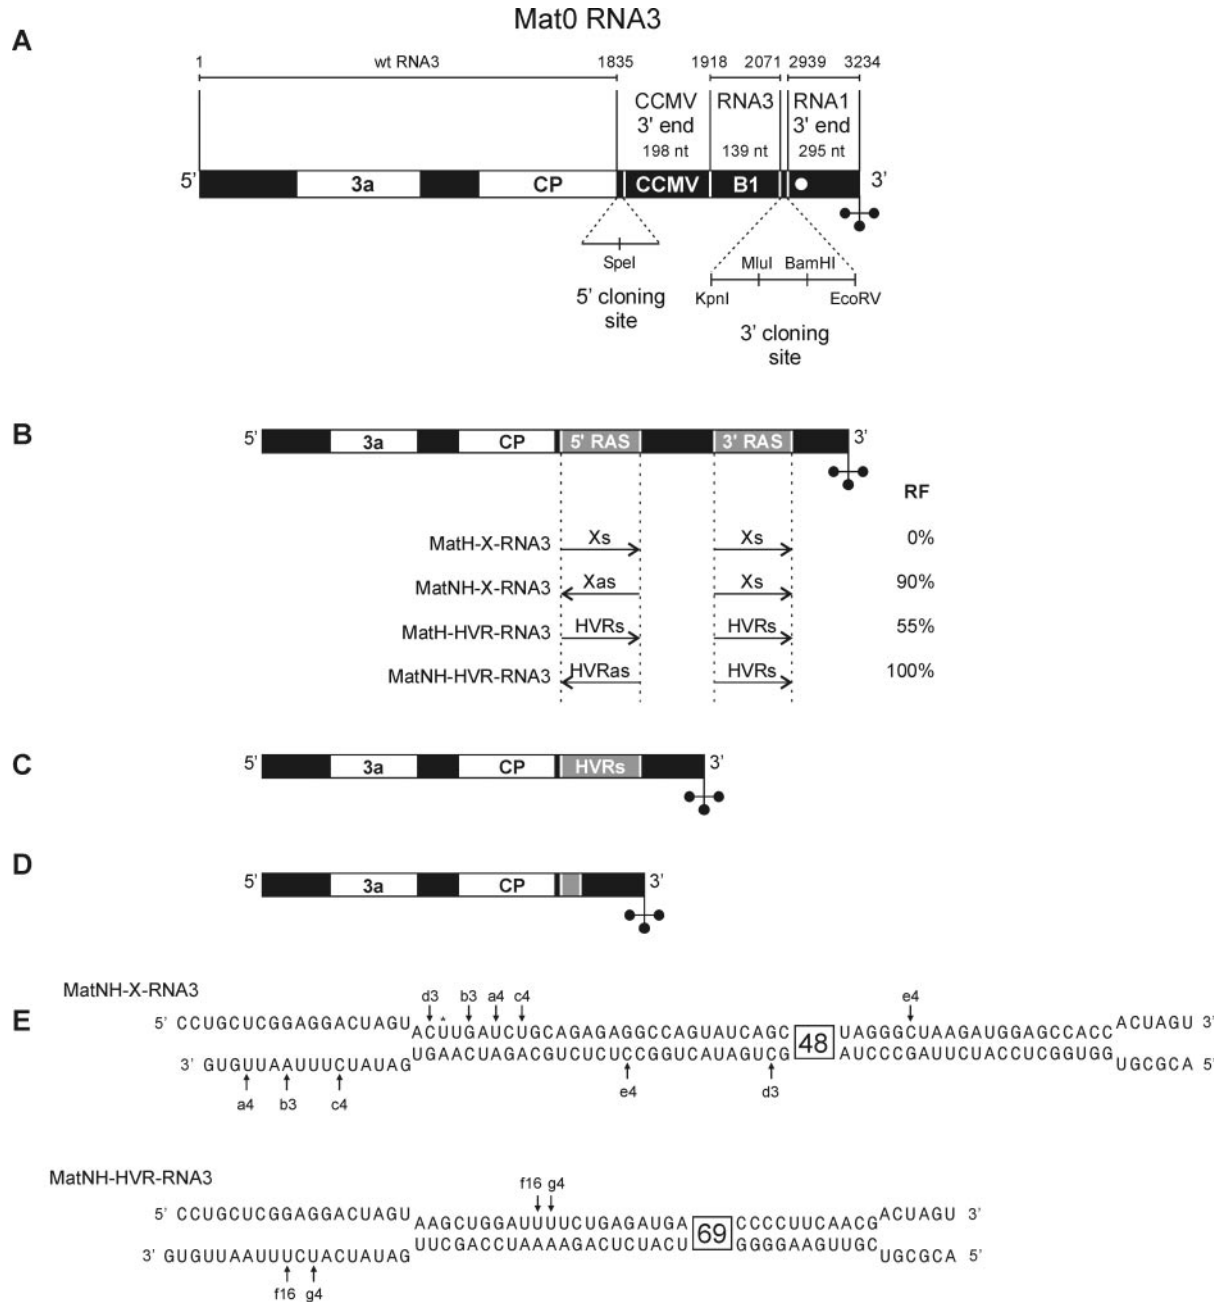 Mat0 RNA3
A
1 wt RNA3 1835 1918 2071 2939 3234
CCMV RNA3 RNA1
3' end 3' end
198 nt 139 nt 295 nt
5' 3a CP CCMV B1 3'
SpeI MluI BamHI
KpnI EcoRV
5' cloning
site
3' cloning
site
B
5' 3a CP 5' RAS 3' RAS 3'
RF
MatH-X-RNA3 Xs Xs 0%
MatNH-X-RNA3 Xas Xs 90%
MatH-HVR-RNA3 HVRs HVRs 55%
MatNH-HVR-RNA3 HVRas HVRs 100%
C
5' 3a CP HVRs 3'
D
5' 3a CP 3'
E
MatNH-X-RNA3
d3 b3 a4 c4 e4
5' CCUGCUCGGAGGACUAGU ACUUGAUCUGCAGAGAGGCCAGUAUCAGC 48 UAGGGCUAAGAUGGAGCCACC ACUAGU 3'
3' GUGUUAAUUUCUAUAG UGAACUAGACGUCUCUCCGGUCAUAGUCG AUCCCGAUUCUACCUCGGUGG UGCGCA 5'
a4 b3 c4 e4 d3
MatNH-HVR-RNA3
f16 g4
5' CCUGCUCGGAGGACUAGU AAGCUGGAUUUUCUGAGAUGA 69 CCCCUUCAACG ACUAGU 3'
3' GUGUUAAUUUCUACUAUAG UUCGACCUAAAAGACUCUACU GGGGAAGUUGC UGCGCA 5'
f16 g4